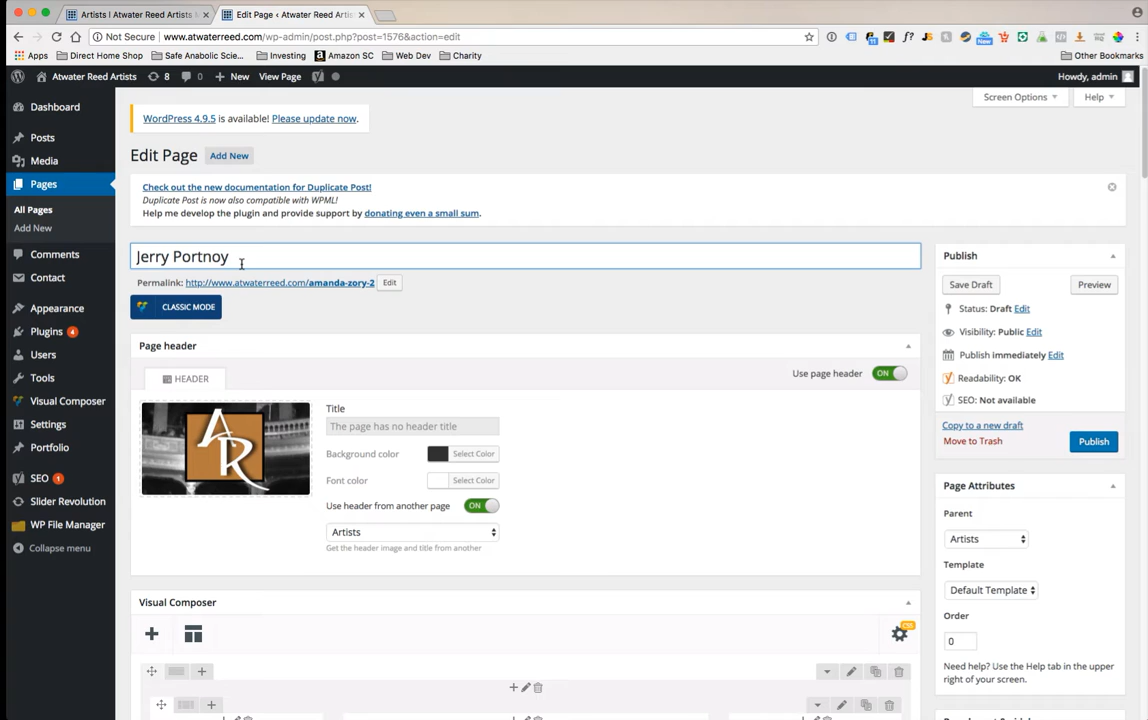 Artists | Atwater Reed Artists
Edit Page ‹ Atwater Reed Artis
Not Secure
www.atwaterreed.com/wp-admin/post.php?post=1576&action=edit
Apps
Direct Home Shop
Safe Anabolic Scie...
Investing
Amazon SC
Web Dev
Charity
Other Bookmarks
Atwater Reed Artists
8
0
New
View Page
Howdy, admin
Dashboard
Posts
Media
Pages
All Pages
Add New
Comments
Contact
Appearance
Plugins 4
Users
Tools
Visual Composer
Settings
Portfolio
SEO 1
Slider Revolution
WP File Manager
Collapse menu
Screen Options
Help
WordPress 4.9.5 is available! Please update now.
Edit Page
Add New
Check out the new documentation for Duplicate Post!
Duplicate Post is now also compatible with WPML!
Help me develop the plugin and provide support by donating even a small sum.
Jerry Portnoy
Permalink: http://www.atwaterreed.com/amanda-zory-2
Edit
CLASSIC MODE
Page header
HEADER
Use page header
ON
AR
Title
The page has no header title
Background color
Select Color
Font color
Select Color
Use header from another page
ON
Artists
Get the header image and title from another
Visual Composer
Publish
Save Draft
Preview
Status: Draft Edit
Visibility: Public Edit
Publish immediately Edit
Readability: OK
SEO: Not available
Copy to a new draft
Move to Trash
Publish
Page Attributes
Parent
Artists
Template
Default Template
Order
0
Need help? Use the Help tab in the upper
right of your screen.